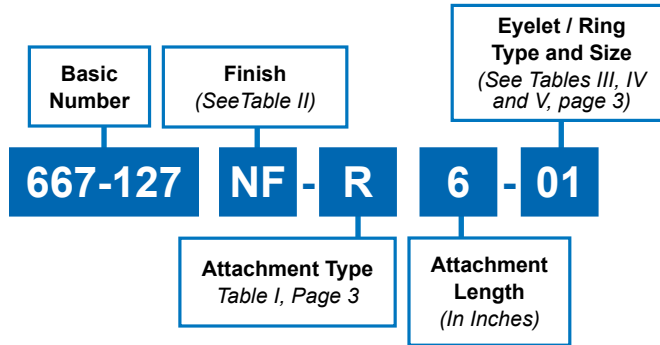 Basic
Number
Finish
(SeeTable II)
Eyelet / Ring
Type and Size
(See Tables III, IV
and V, page 3)
667-127 NF - R 6 - 01
Attachment Type
Table I, Page 3
Attachment
Length
(In Inches)